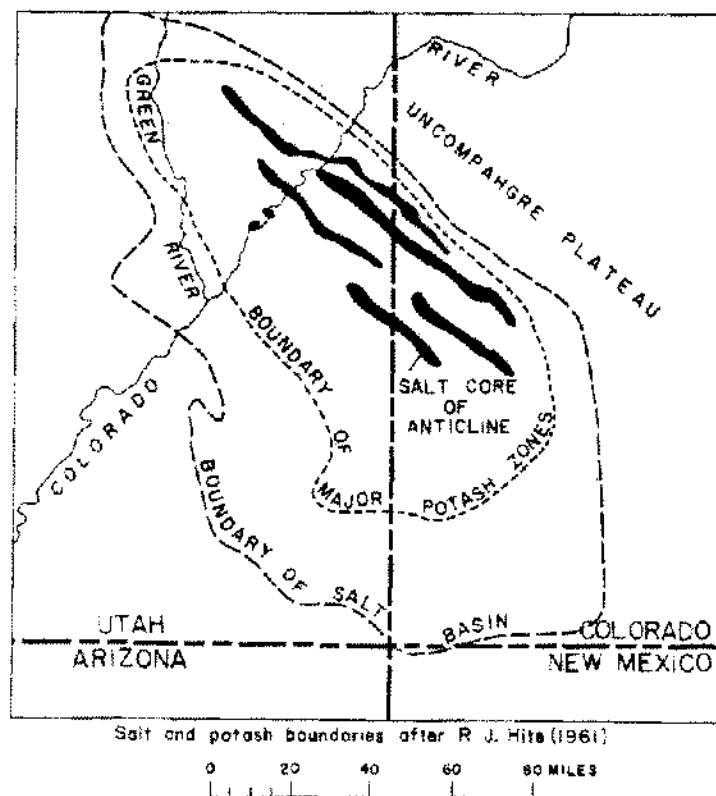 RIVER
GREEN
UNCOMPAHGRE PLATEAU
RIVER
BOUNDARY OF
MAJOR POTASH ZONES
SALT CORE
OF
ANTICLINE
COLORADO
BOUNDARY OF SALT
BASIN
UTAH
COLORADO
ARIZONA
NEW MEXICO
Salt and potash boundaries after R J. Hite (1961)
0 20 40 60 80 MILES